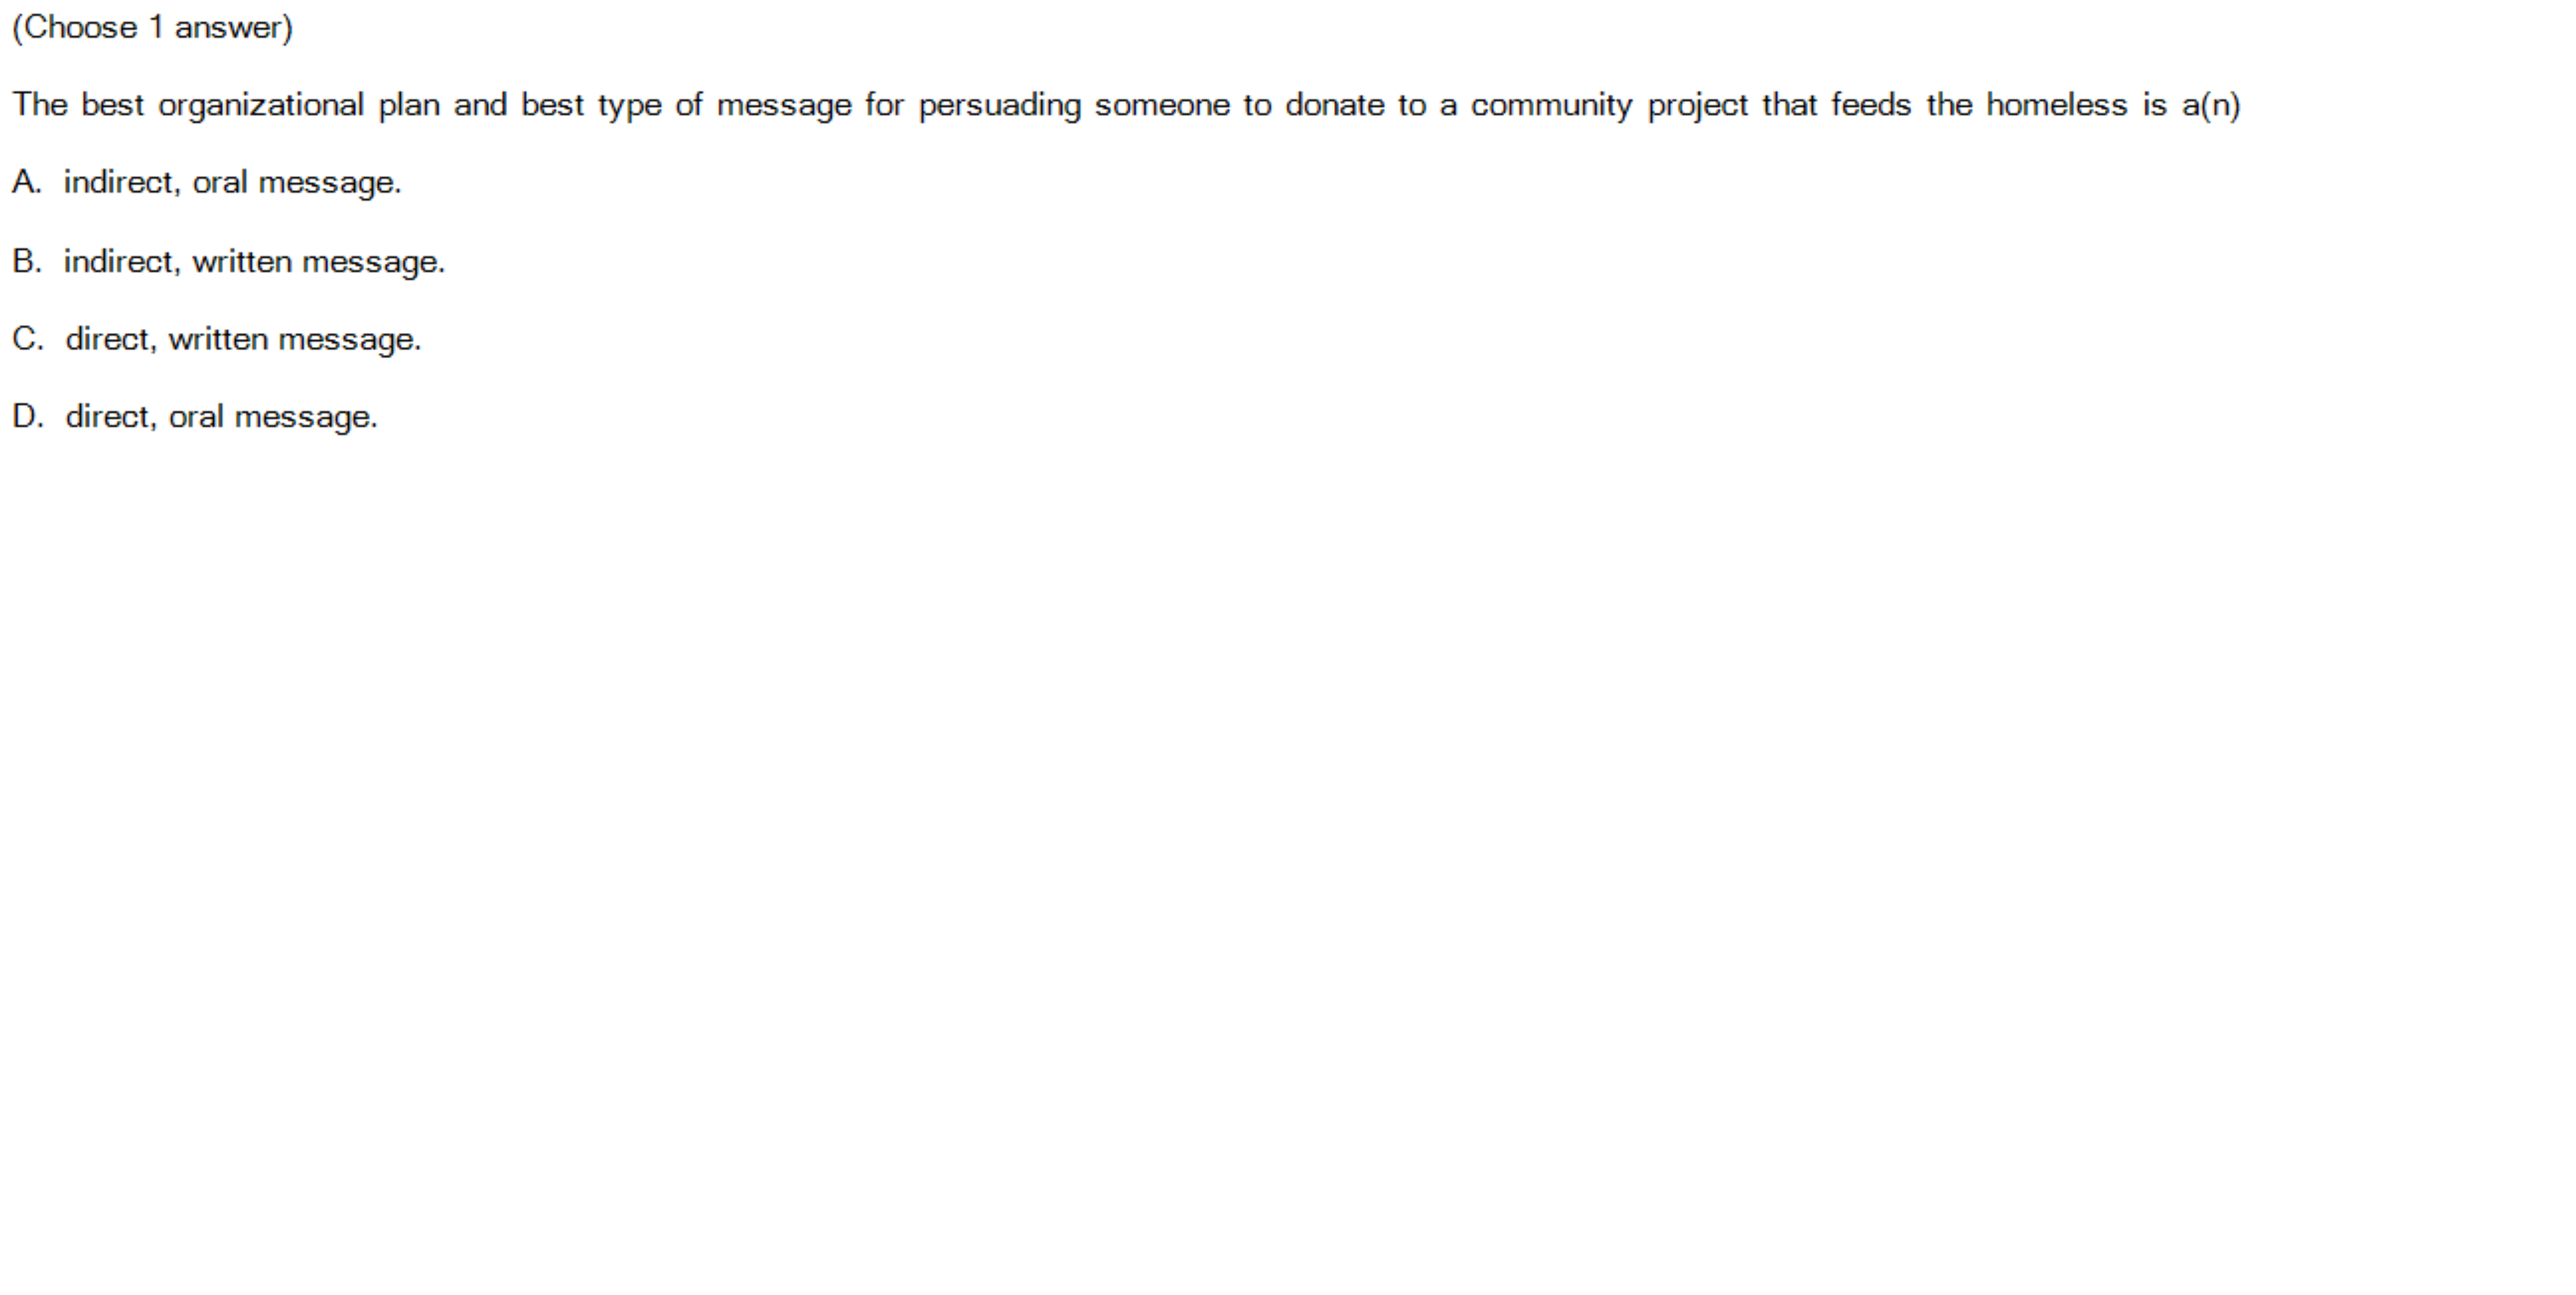 (Choose 1 answer)
The best organizational plan and best type of message for persuading someone to donate to a community project that feeds the homeless is a(n)
A. indirect, oral message.
B. indirect, written message.
C. direct, written message.
D. direct, oral message.